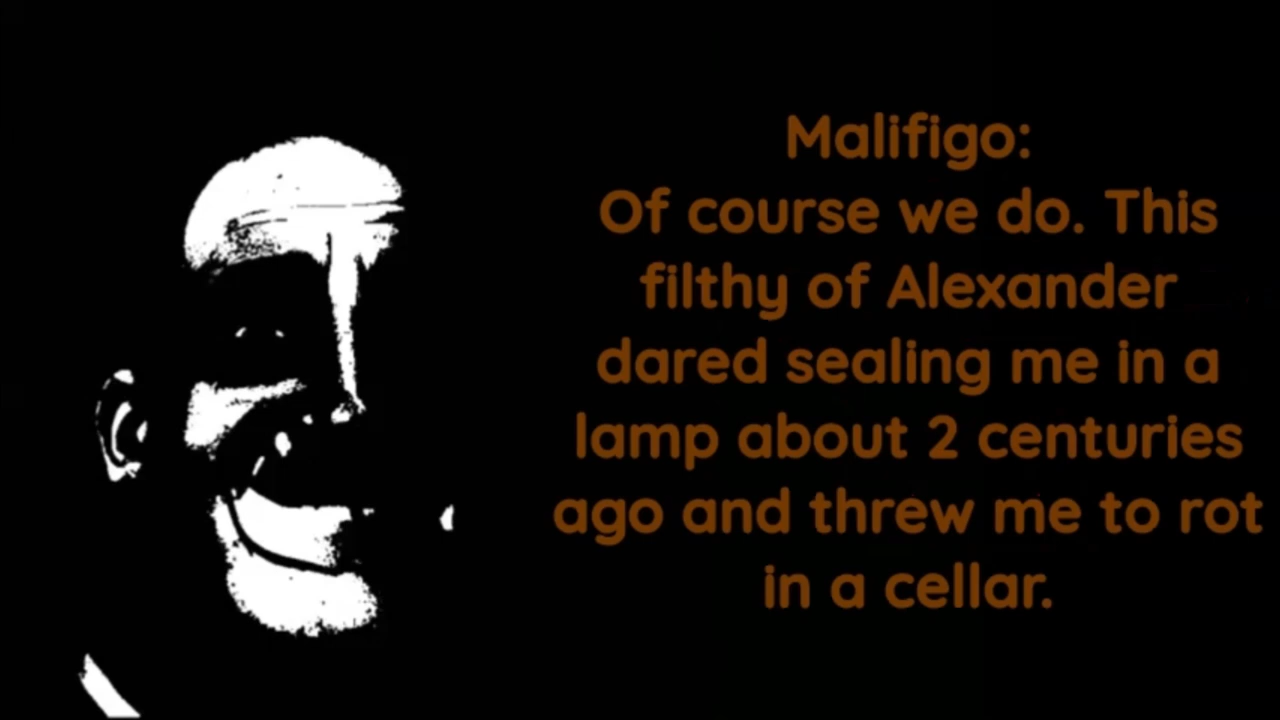 Malifigo:
Of course we do. This
filthy of Alexander
dared sealing me in a
lamp about 2 centuries
ago and threw me to rot
in a cellar.